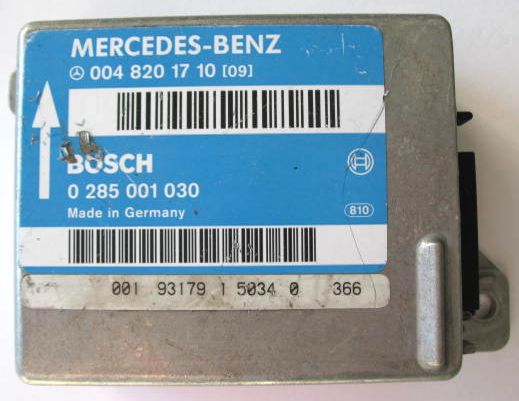 MERCEDES-BENZ
004 820 17 10 [09]
BOSCH
0 285 001 030
Made in Germany
810
001 93179 1 5034 0 366